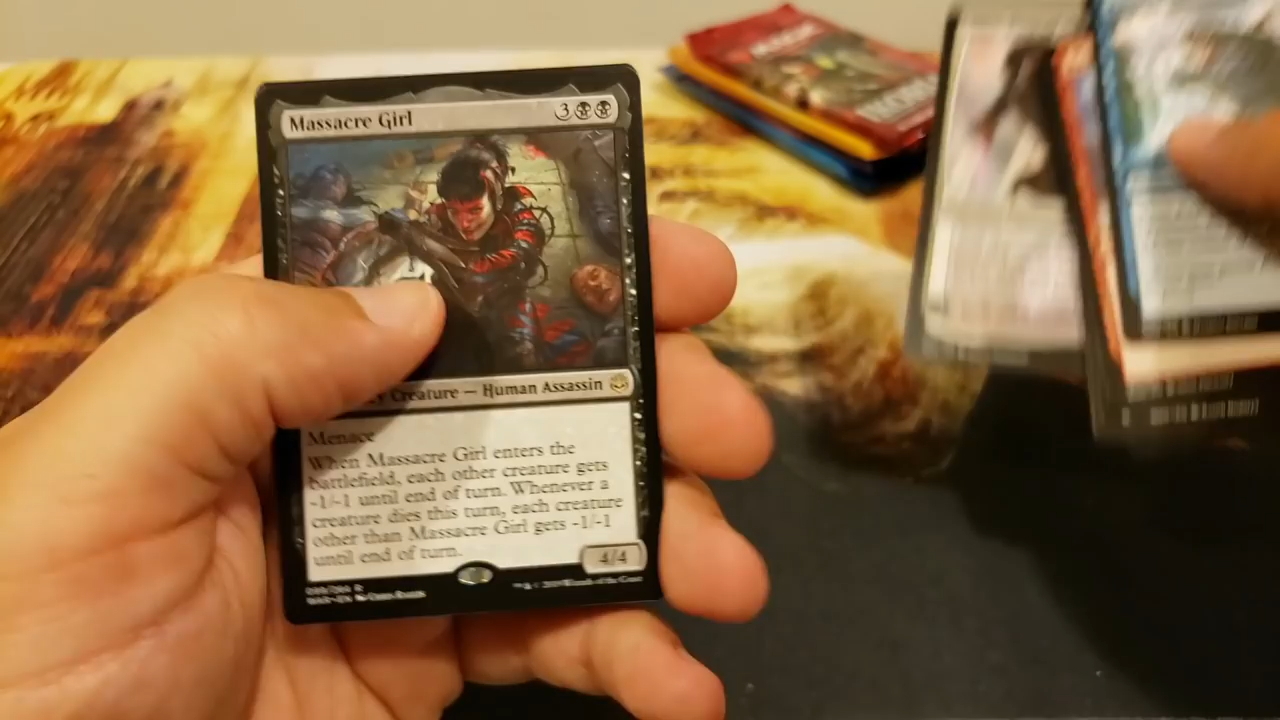 Massacre Girl 3
Creature — Human Assassin
Menace
When Massacre Girl enters the
battlefield, each other creature gets
-1/-1 until end of turn. Whenever a
creature dies this turn, each creature
other than Massacre Girl gets -1/-1
until end of turn.
4/4